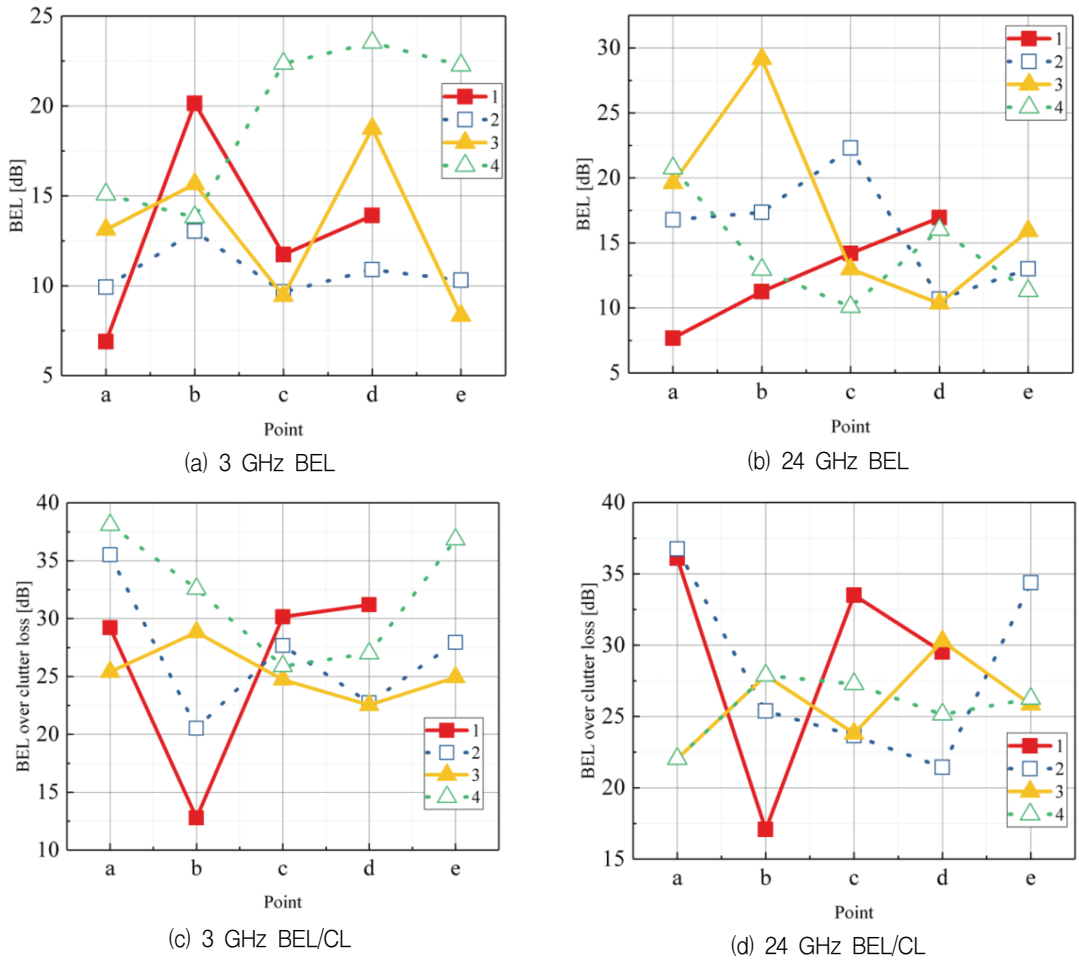 25
20
15
10
5
BEL [dB]
1
2
3
4
a b c d e
Point
(a) 3 GHz BEL
30
25
20
15
10
5
BEL [dB]
1
2
3
4
a b c d e
Point
(b) 24 GHz BEL
40
35
30
25
20
15
10
BEL over clutter loss [dB]
1
2
3
4
a b c d e
Point
(c) 3 GHz BEL/CL
40
35
30
25
20
15
BEL over clutter loss [dB]
1
2
3
4
a b c d e
Point
(d) 24 GHz BEL/CL